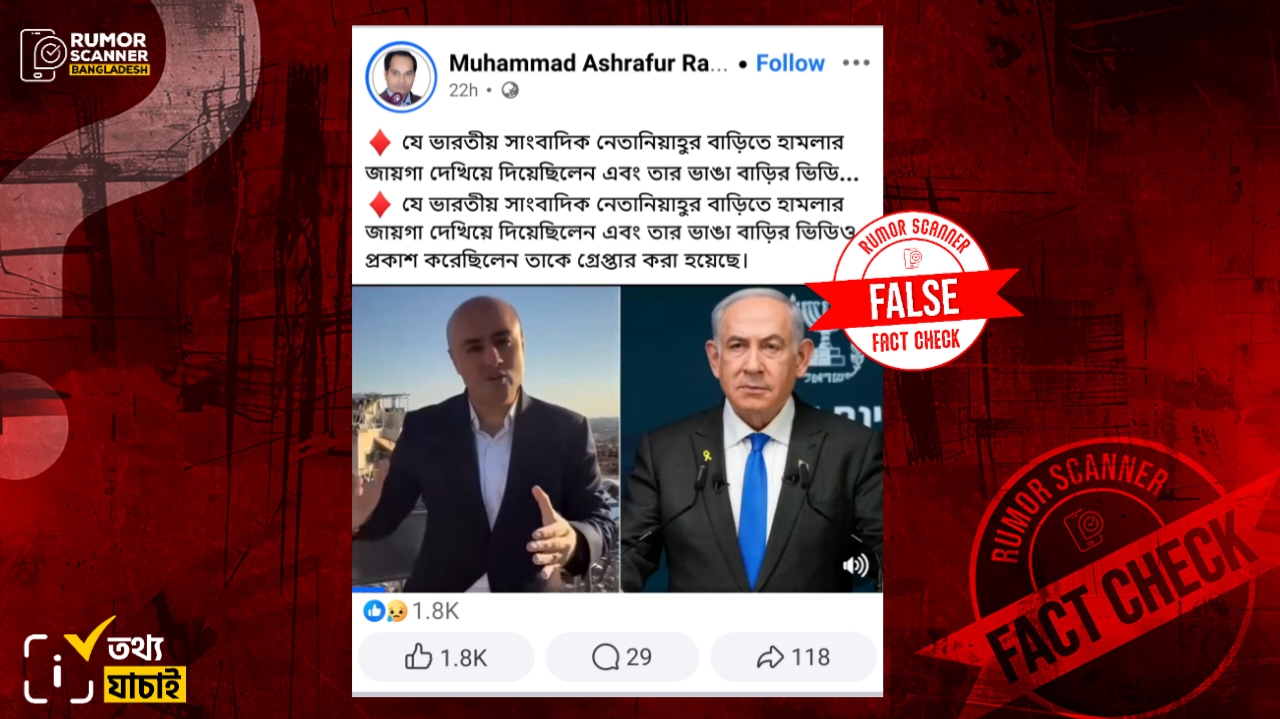 RUMOR
SCANNER
BANGLADESH
Muhammad Ashrafur Ra... • Follow
22h
যে ভারতীয় সাংবাদিক নেতানিয়াহুর বাড়িতে হামলার
জায়গা দেখিয়ে দিয়েছিলেন এবং তার ভাঙা বাড়ির ভিডি...
যে ভারতীয় সাংবাদিক নেতানিয়াহুর বাড়িতে হামলার
জায়গা দেখিয়ে দিয়েছিলেন এবং তার ভাঙা বাড়ির ভিডিও
প্রকাশ করেছিলেন তাকে গ্রেপ্তার করা হয়েছে।
RUMOR SCANNER
FALSE
FACT CHECK
1.8K
1.8K
29
118
RUMOR SCANNER
FACT CHECK
তথ্য
যাচাই